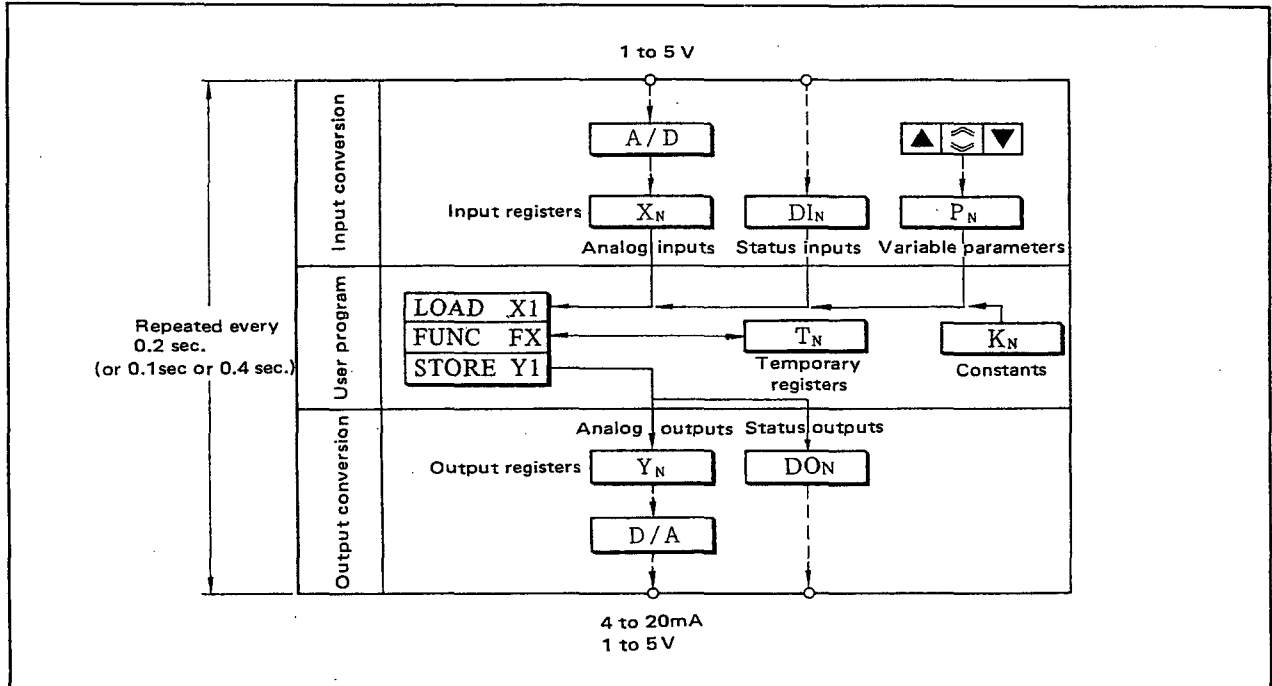 1 to 5 V
Input conversion
A / D
Input registers
XN
DIN
PN
Analog inputs
Status inputs
Variable parameters
Repeated every
0.2 sec.
(or 0.1sec or 0.4 sec.)
User program
LOAD X1
FUNC FX
STORE Y1
TN
Temporary
registers
KN
Constants
Output conversion
Analog outputs
Status outputs
Output registers
YN
DON
D / A
4 to 20mA
1 to 5V